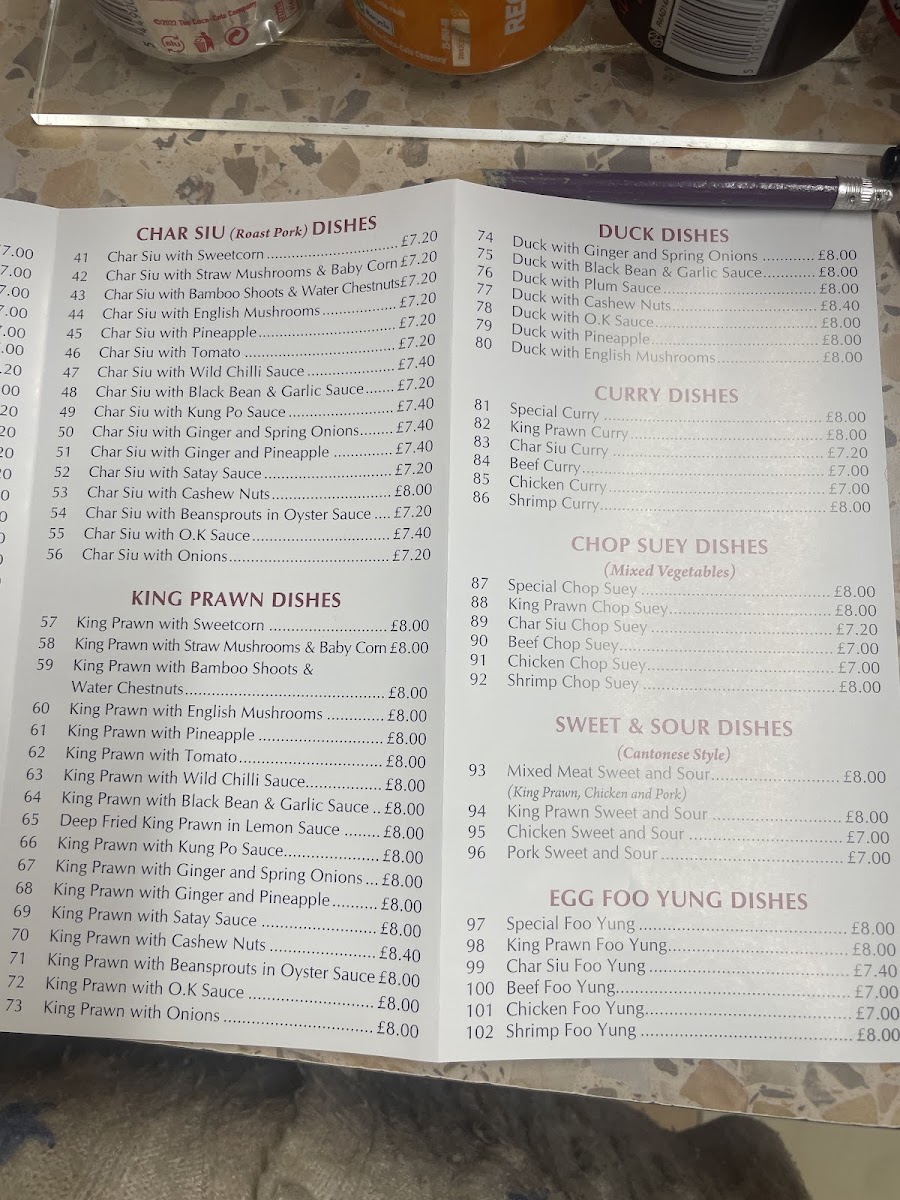 ©2022 The Coca-Cola Company
Recycle
REC
7.00
7.00
7.00
7.00
.00
.00
.20
00
20
20
20
0
0
0
CHAR SIU (Roast Pork) DISHES
41 Char Siu with Sweetcorn £7.20
42 Char Siu with Straw Mushrooms & Baby Corn £7.20
43 Char Siu with Bamboo Shoots & Water Chestnuts £7.20
44 Char Siu with English Mushrooms £7.20
45 Char Siu with Pineapple £7.20
46 Char Siu with Tomato £7.20
47 Char Siu with Wild Chilli Sauce £7.40
48 Char Siu with Black Bean & Garlic Sauce £7.20
49 Char Siu with Kung Po Sauce £7.40
50 Char Siu with Ginger and Spring Onions £7.40
51 Char Siu with Ginger and Pineapple £7.40
52 Char Siu with Satay Sauce £7.20
53 Char Siu with Cashew Nuts £8.00
54 Char Siu with Beansprouts in Oyster Sauce £7.20
55 Char Siu with O.K Sauce £7.40
56 Char Siu with Onions £7.20
KING PRAWN DISHES
57 King Prawn with Sweetcorn £8.00
58 King Prawn with Straw Mushrooms & Baby Corn £8.00
59 King Prawn with Bamboo Shoots &
Water Chestnuts £8.00
60 King Prawn with English Mushrooms £8.00
61 King Prawn with Pineapple £8.00
62 King Prawn with Tomato £8.00
63 King Prawn with Wild Chilli Sauce £8.00
64 King Prawn with Black Bean & Garlic Sauce £8.00
65 Deep Fried King Prawn in Lemon Sauce £8.00
66 King Prawn with Kung Po Sauce £8.00
67 King Prawn with Ginger and Spring Onions £8.00
68 King Prawn with Ginger and Pineapple £8.00
69 King Prawn with Satay Sauce £8.00
70 King Prawn with Cashew Nuts £8.40
71 King Prawn with Beansprouts in Oyster Sauce £8.00
72 King Prawn with O.K Sauce £8.00
73 King Prawn with Onions £8.00
DUCK DISHES
74 Duck with Ginger and Spring Onions £8.00
75 Duck with Black Bean & Garlic Sauce £8.00
76 Duck with Plum Sauce £8.00
77 Duck with Cashew Nuts £8.40
78 Duck with O.K Sauce £8.00
79 Duck with Pineapple £8.00
80 Duck with English Mushrooms £8.00
CURRY DISHES
81 Special Curry £8.00
82 King Prawn Curry £8.00
83 Char Siu Curry £7.20
84 Beef Curry £7.00
85 Chicken Curry £7.00
86 Shrimp Curry £8.00
CHOP SUEY DISHES
(Mixed Vegetables)
87 Special Chop Suey £8.00
88 King Prawn Chop Suey £8.00
89 Char Siu Chop Suey £7.20
90 Beef Chop Suey £7.00
91 Chicken Chop Suey £7.00
92 Shrimp Chop Suey £8.00
SWEET & SOUR DISHES
(Cantonese Style)
93 Mixed Meat Sweet and Sour £8.00
(King Prawn, Chicken and Pork)
94 King Prawn Sweet and Sour £8.00
95 Chicken Sweet and Sour £7.00
96 Pork Sweet and Sour £7.00
EGG FOO YUNG DISHES
97 Special Foo Yung £8.00
98 King Prawn Foo Yung £8.00
99 Char Siu Foo Yung £7.40
100 Beef Foo Yung £7.00
101 Chicken Foo Yung £7.00
102 Shrimp Foo Yung £8.00